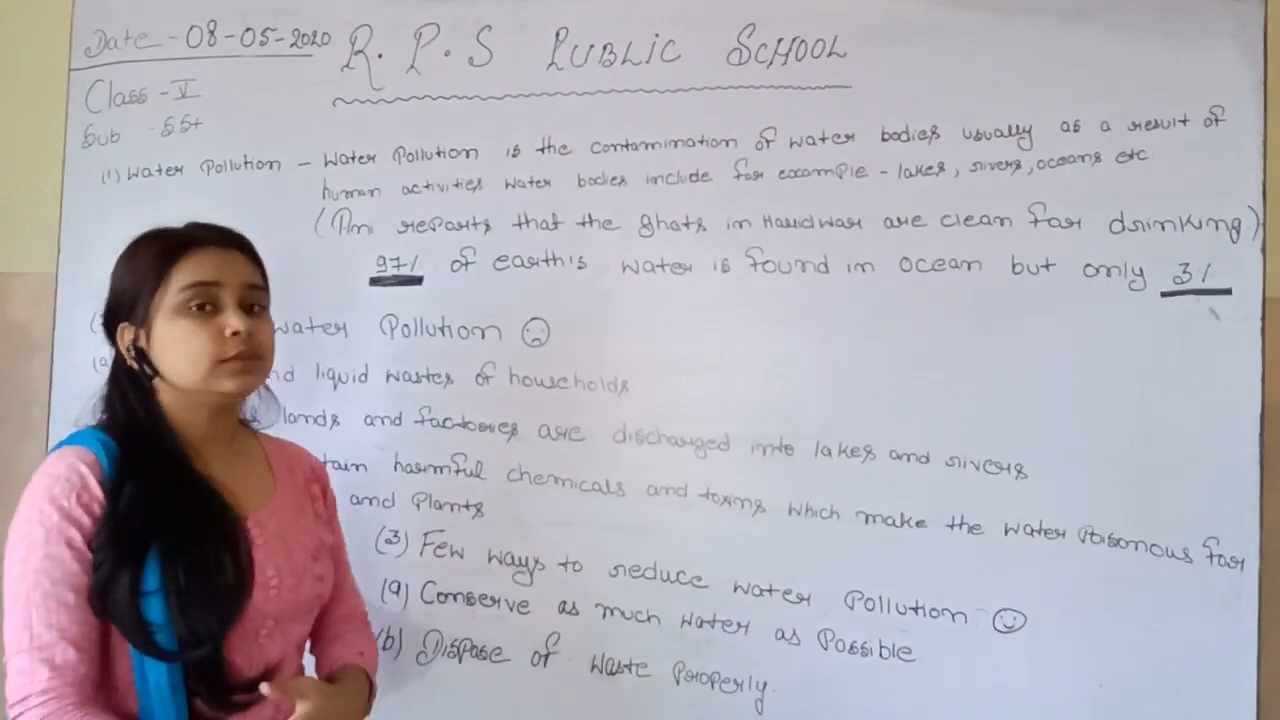 Date - 08-05-2020
R. P. S PUBLIC SCHOOL
Class - V
Sub - SSt
(1) Water Pollution - Water Pollution is the contamination of water bodies usually as a result of
human activities water bodies include for example - lakes, rivers, oceans etc
reports that the ghats in Haridwar are clean for drinking.)
97% of earth's water is found in ocean but only 3%
water Pollution ☹
liquid wastes of households
lands and factories are discharged into lakes and rivers
harmful chemicals and toxins which make the water Poisonous for
and Plants
(3) Few ways to reduce water Pollution ☺
(a) Conserve as much water as Possible
(b) Dispose of waste Properly.